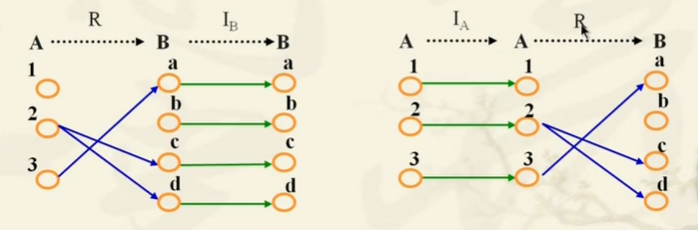 R I_B I_A R
A B B A A B
1 a a 1 1 a
2 b b 2 2 b
3 c c 3 3 c
d d d